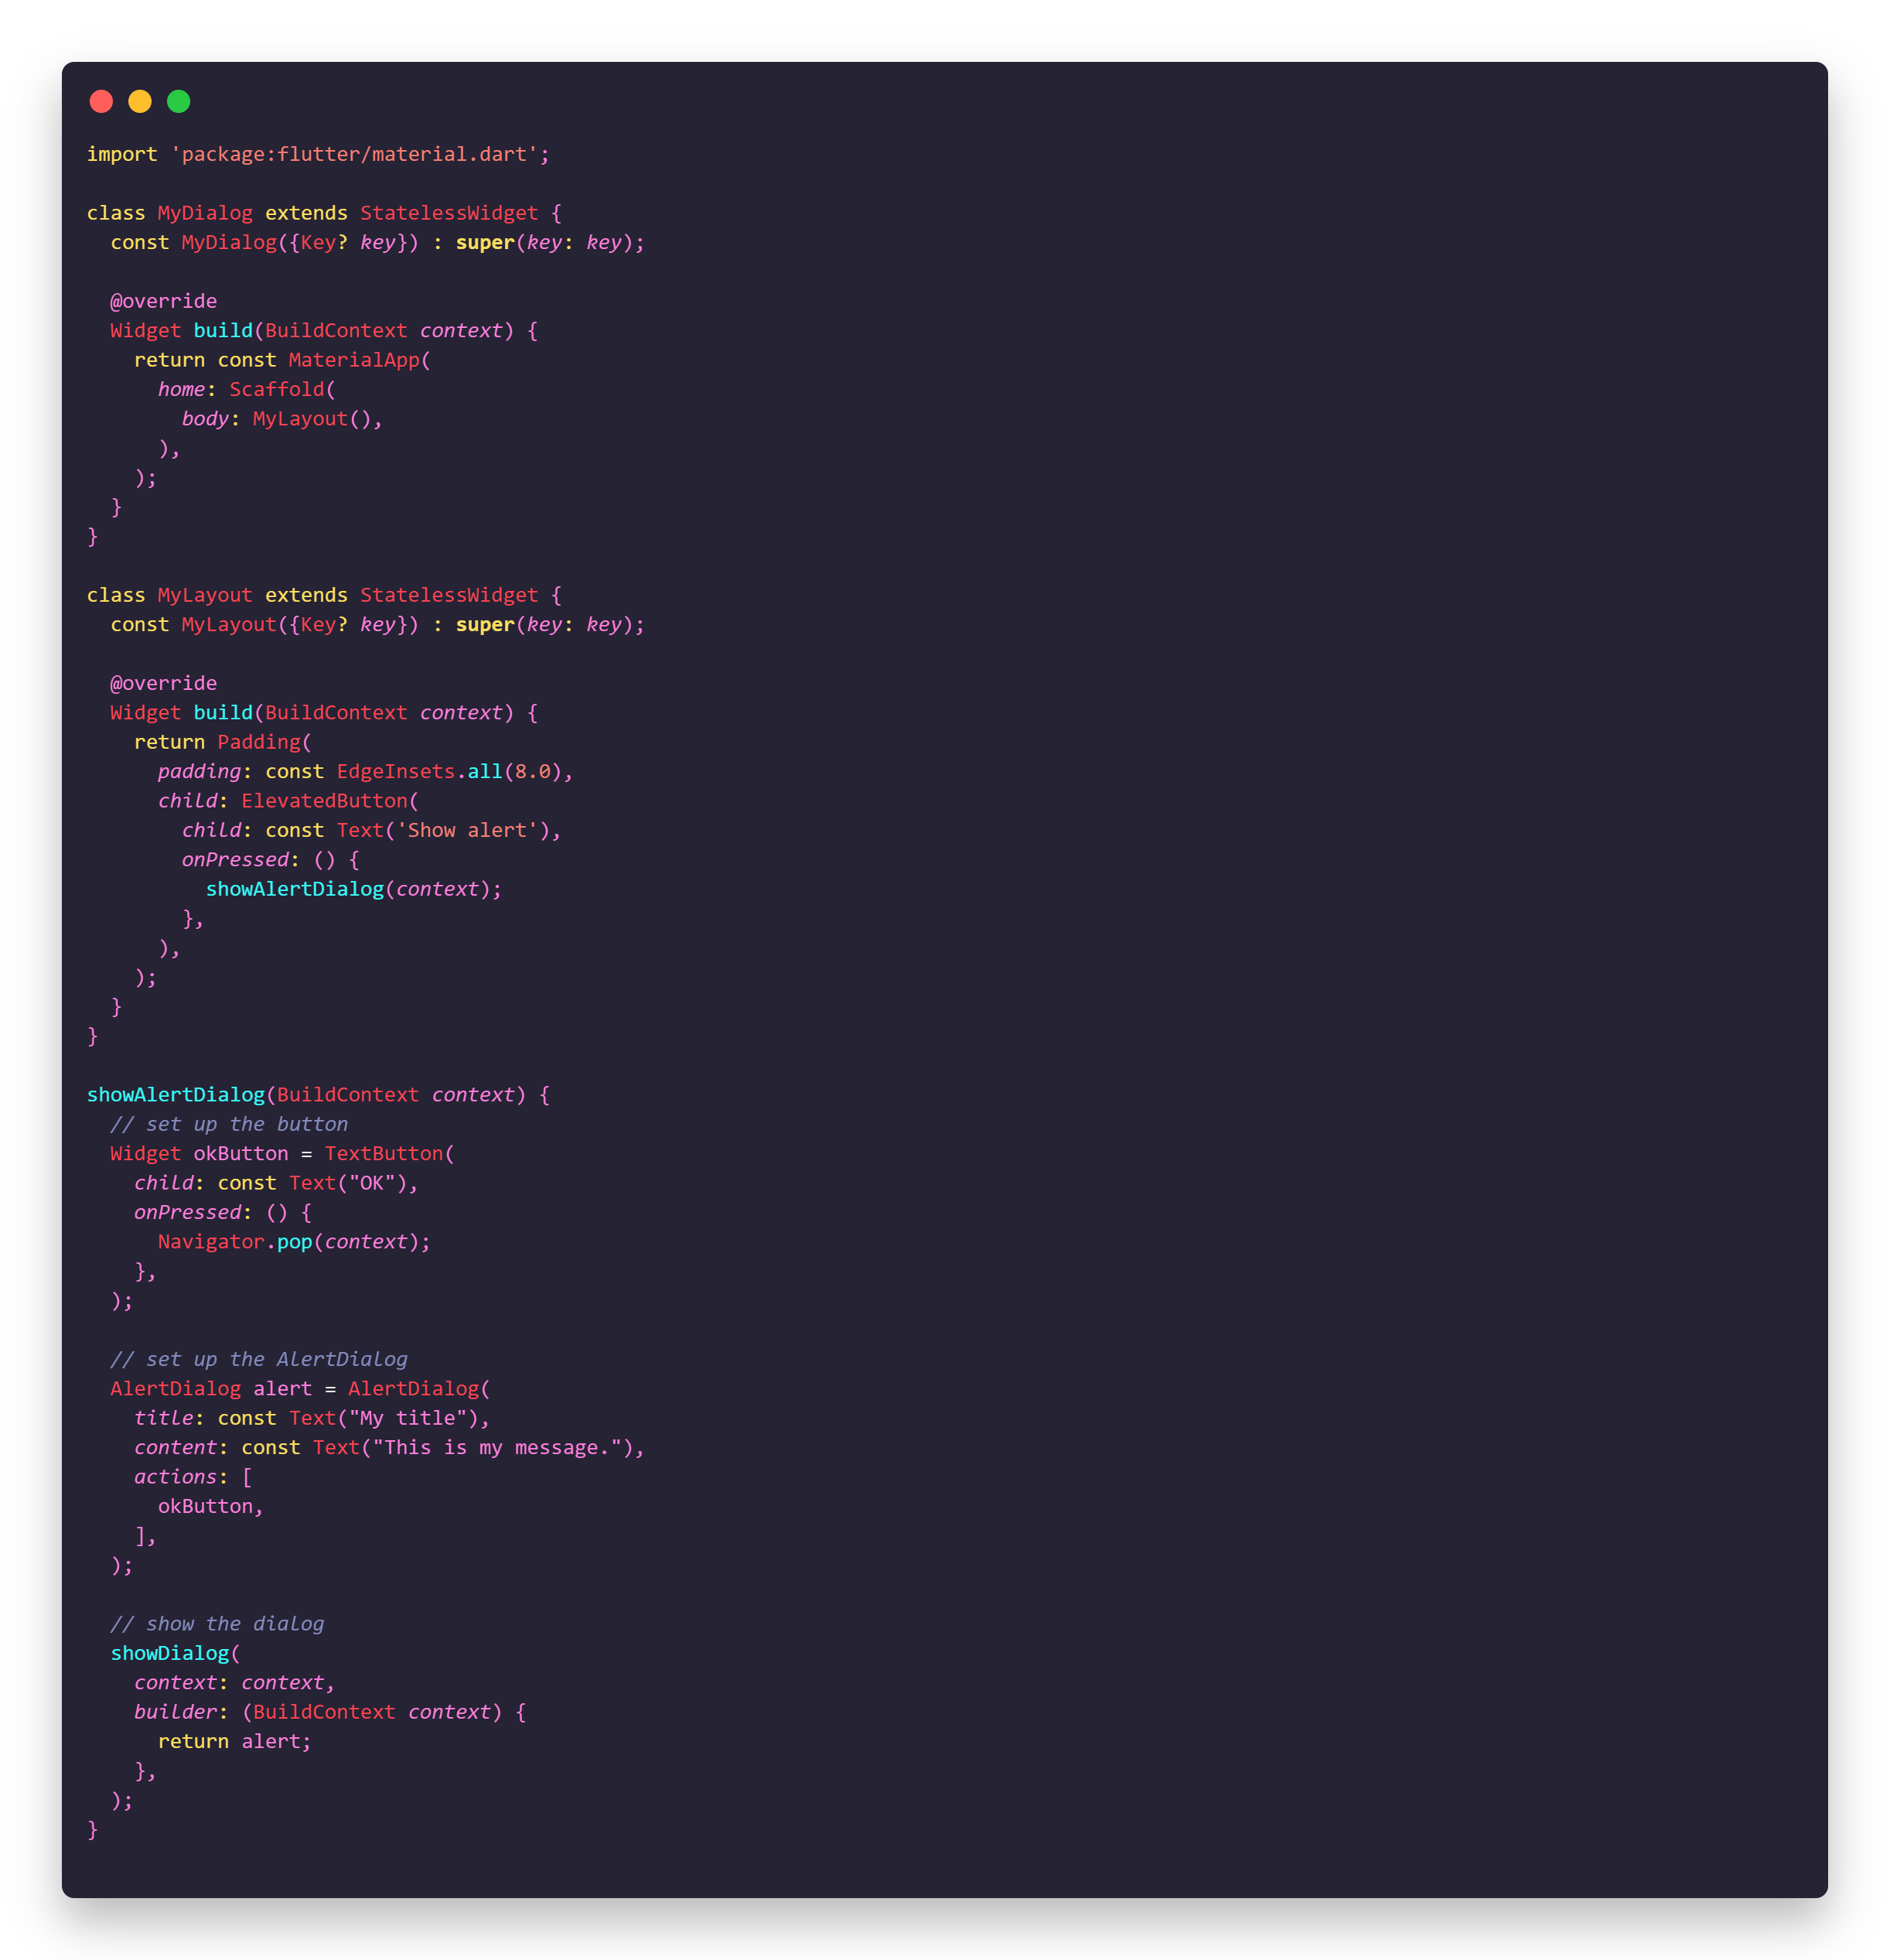 import 'package:flutter/material.dart';

class MyDialog extends StatelessWidget {
  const MyDialog({Key? key}) : super(key: key);

  @override
  Widget build(BuildContext context) {
    return const MaterialApp(
      home: Scaffold(
        body: MyLayout(),
      ),
    );
  }
}

class MyLayout extends StatelessWidget {
  const MyLayout({Key? key}) : super(key: key);

  @override
  Widget build(BuildContext context) {
    return Padding(
      padding: const EdgeInsets.all(8.0),
      child: ElevatedButton(
        child: const Text('Show alert'),
        onPressed: () {
          showAlertDialog(context);
        },
      ),
    );
  }
}

showAlertDialog(BuildContext context) {
  // set up the button
  Widget okButton = TextButton(
    child: const Text("OK"),
    onPressed: () {
      Navigator.pop(context);
    },
  );

  // set up the AlertDialog
  AlertDialog alert = AlertDialog(
    title: const Text("My title"),
    content: const Text("This is my message."),
    actions: [
      okButton,
    ],
  );

  // show the dialog
  showDialog(
    context: context,
    builder: (BuildContext context) {
      return alert;
    },
  );
}